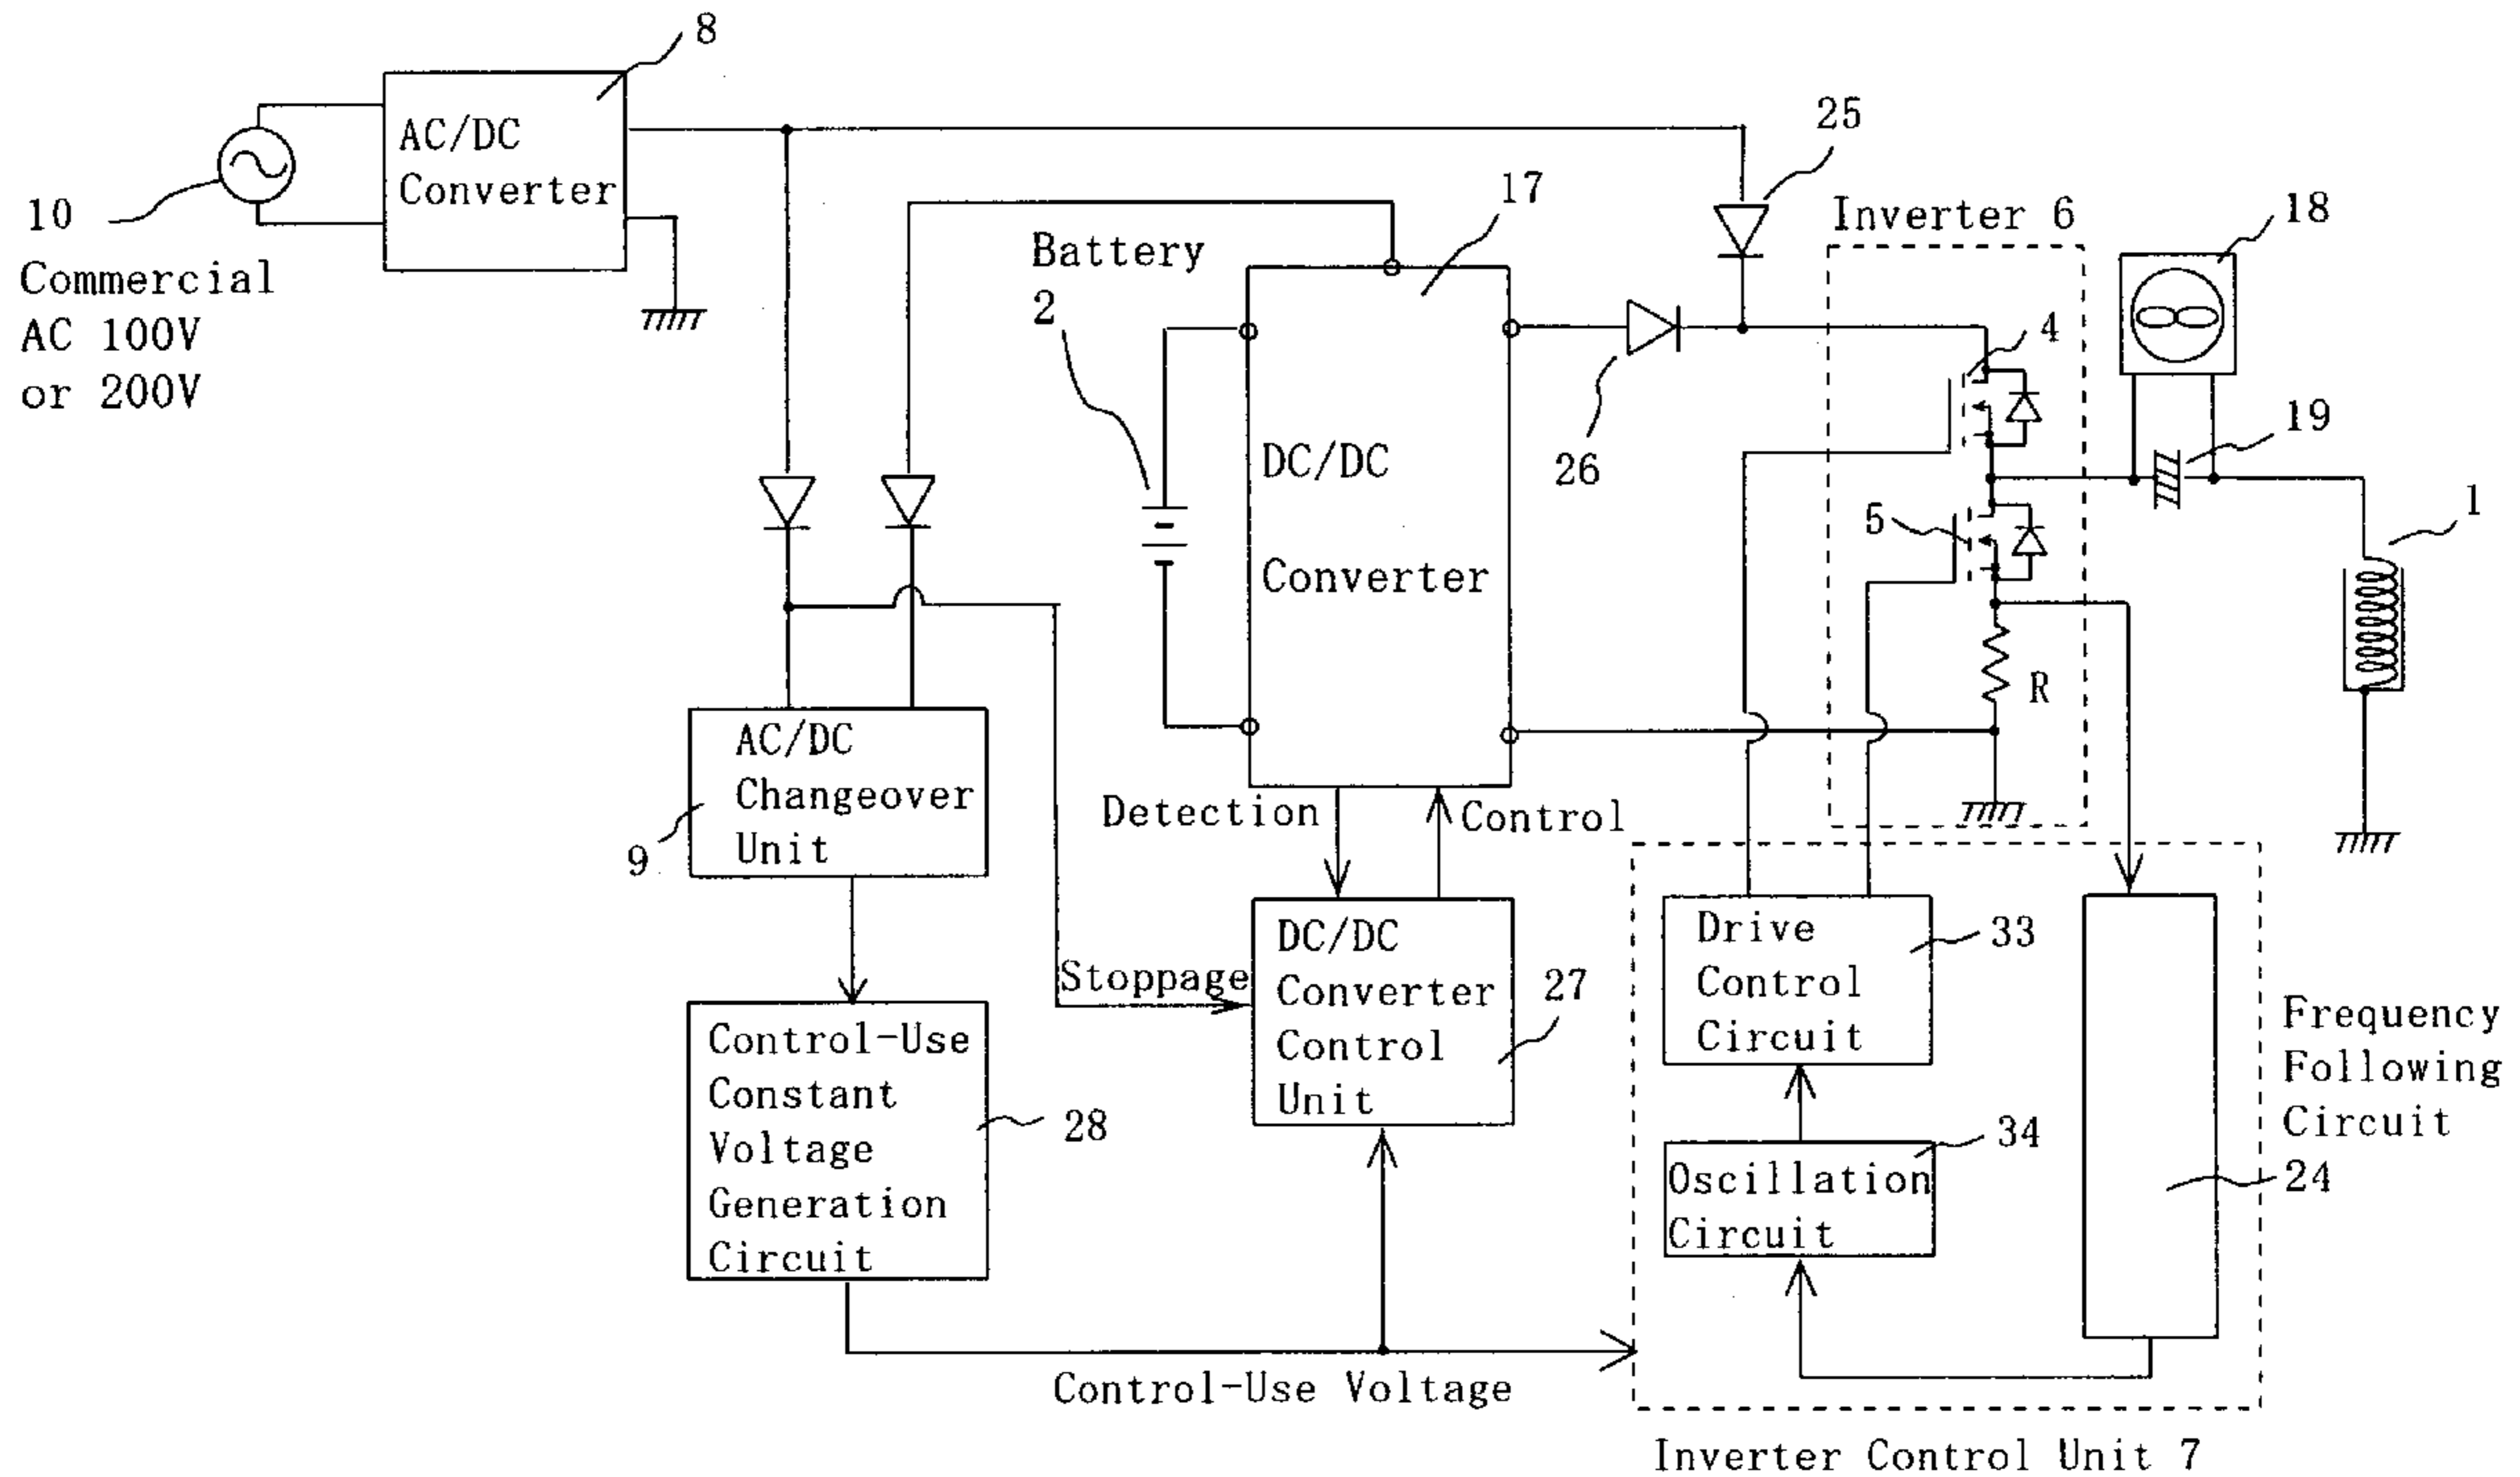 8
AC/DC
Converter
10
Commercial
AC 100V
or 200V
25
17
Battery
2
Inverter 6
18
4
19
26
DC/DC
Converter
5
1
R
AC/DC
Changeover
Unit
9
Detection
Control
Stoppage
DC/DC
Converter
Control
Unit
27
Drive
Control
Circuit
33
Frequency
Following
Circuit
24
Control-Use
Constant
Voltage
Generation
Circuit
28
Oscillation
Circuit
34
Control-Use Voltage
Inverter Control Unit 7